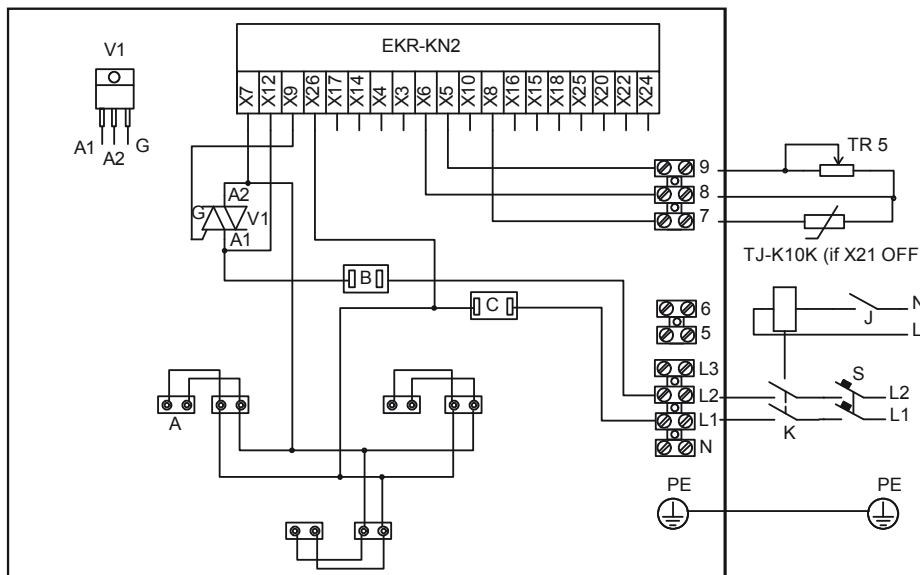 EKR-KN2
V1
X7 X12 X9 X26 X17 X14 X4 X3 X6 X5 X10 X8 X16 X15 X18 X25 X20 X22 X24
A1 A2 G
9
TR 5
8
7
A2
G V1
A1
TJ-K10K (if X21 OFF
B
C
6
5
J N
L
L3
S
L2 L2
L1 L1
K
A
N
PE PE